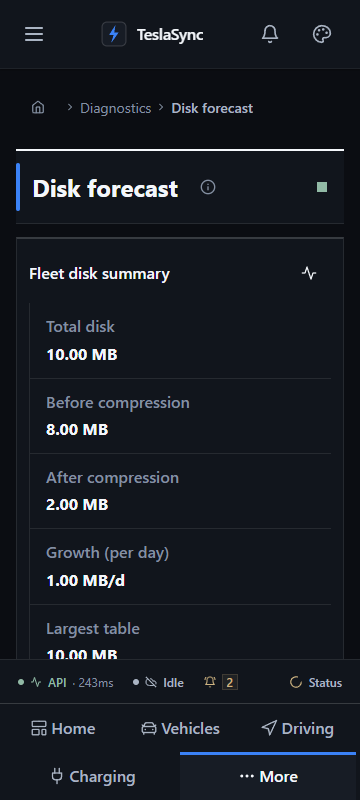 TeslaSync
Diagnostics Disk forecast
Disk forecast
Fleet disk summary
Total disk
10.00 MB
Before compression
8.00 MB
After compression
2.00 MB
Growth (per day)
1.00 MB/d
Largest table
10.00 MB
API · 243ms Idle 2 Status
Home Vehicles Driving
Charging More